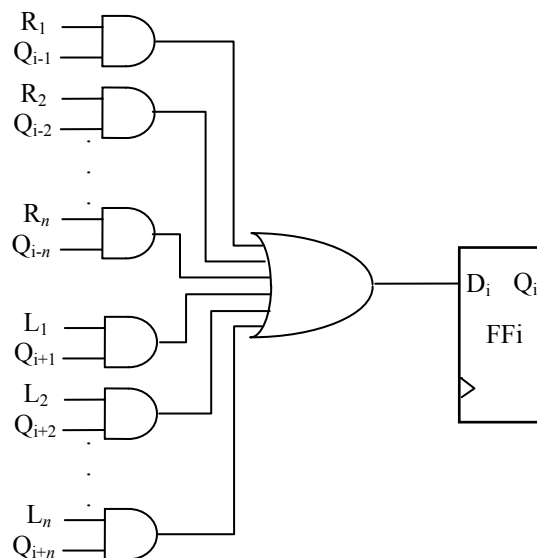 R₁
Qᵢ₋₁
R₂
Qᵢ₋₂
. . .
Rₙ
Qᵢ₋ₙ
L₁
Qᵢ₊₁
L₂
Qᵢ₊₂
. . .
Lₙ
Qᵢ₊ₙ
Dᵢ Qᵢ
FFi